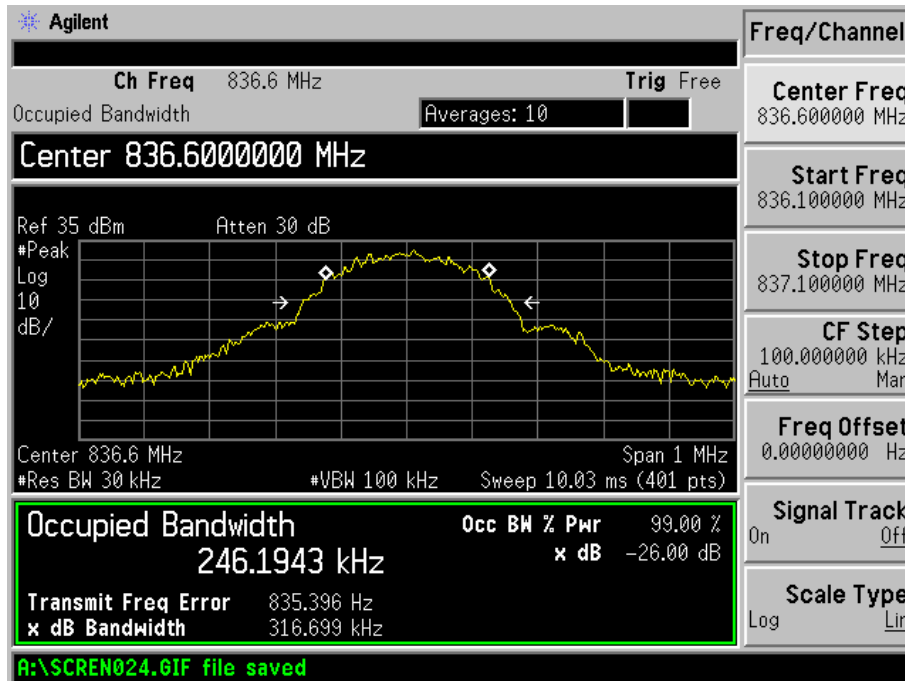 Agilent
Ch Freq 836.6 MHz Trig Free
Occupied Bandwidth Averages: 10
Center 836.6000000 MHz
Ref 35 dBm Atten 30 dB
#Peak
Log
10
dB/
Center 836.6 MHz Span 1 MHz
#Res BW 30 kHz #VBW 100 kHz Sweep 10.03 ms (401 pts)
Occupied Bandwidth
246.1943 kHz
Occ BW % Pwr 99.00 %
x dB -26.00 dB
Transmit Freq Error 835.396 Hz
x dB Bandwidth 316.699 kHz
A:\SCREN024.GIF file saved
Freq/Channel
Center Freq
836.600000 MHz
Start Freq
836.100000 MHz
Stop Freq
837.100000 MHz
CF Step
100.000000 kHz
Auto Man
Freq Offset
0.00000000 Hz
Signal Track
On Off
Scale Type
Log Lin